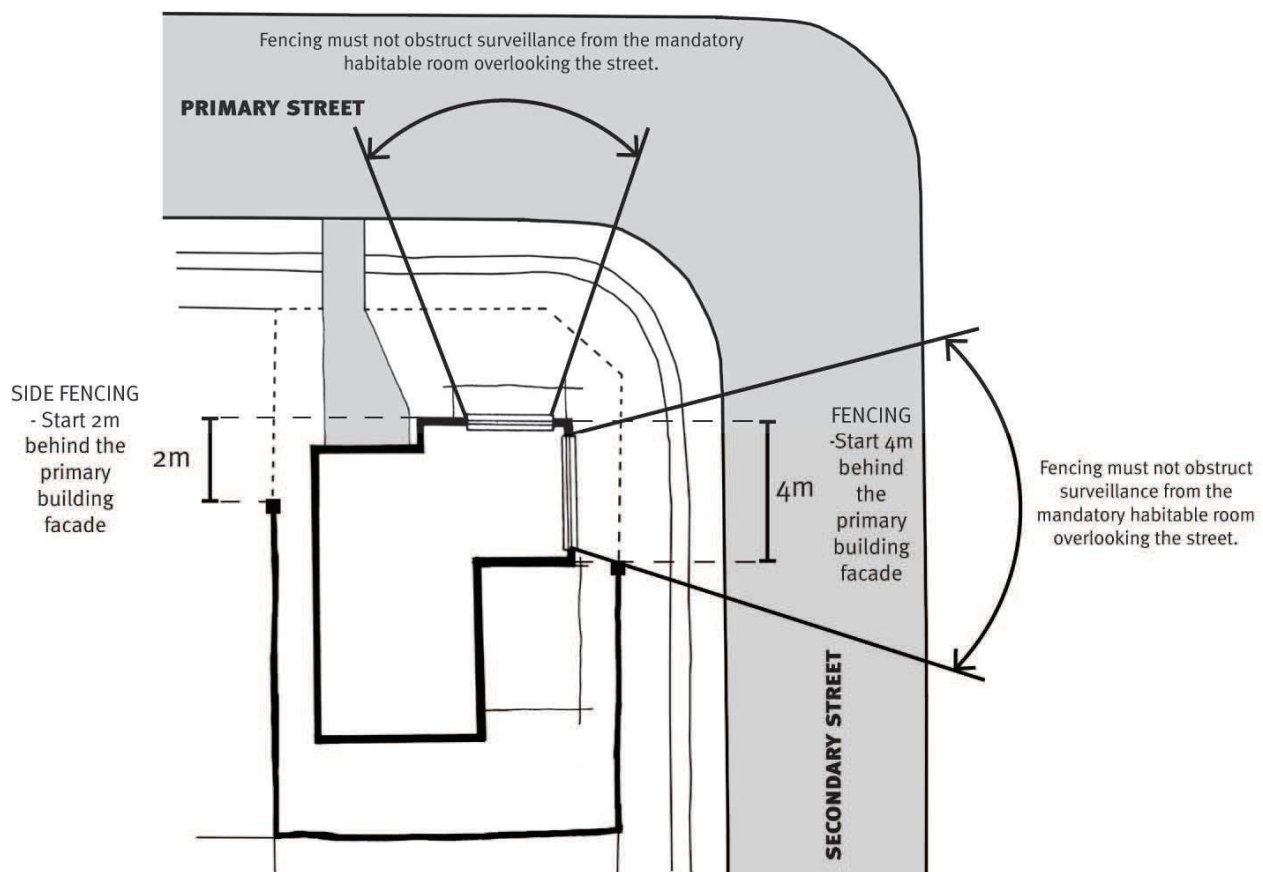 Fencing must not obstruct surveillance from the mandatory
habitable room overlooking the street.
PRIMARY STREET
SIDE FENCING
- Start 2m
behind the
primary
building
facade
2m
4m
FENCING
-Start 4m
behind
the
primary
building
facade
Fencing must not obstruct
surveillance from the
mandatory habitable room
overlooking the street.
SECONDARY STREET